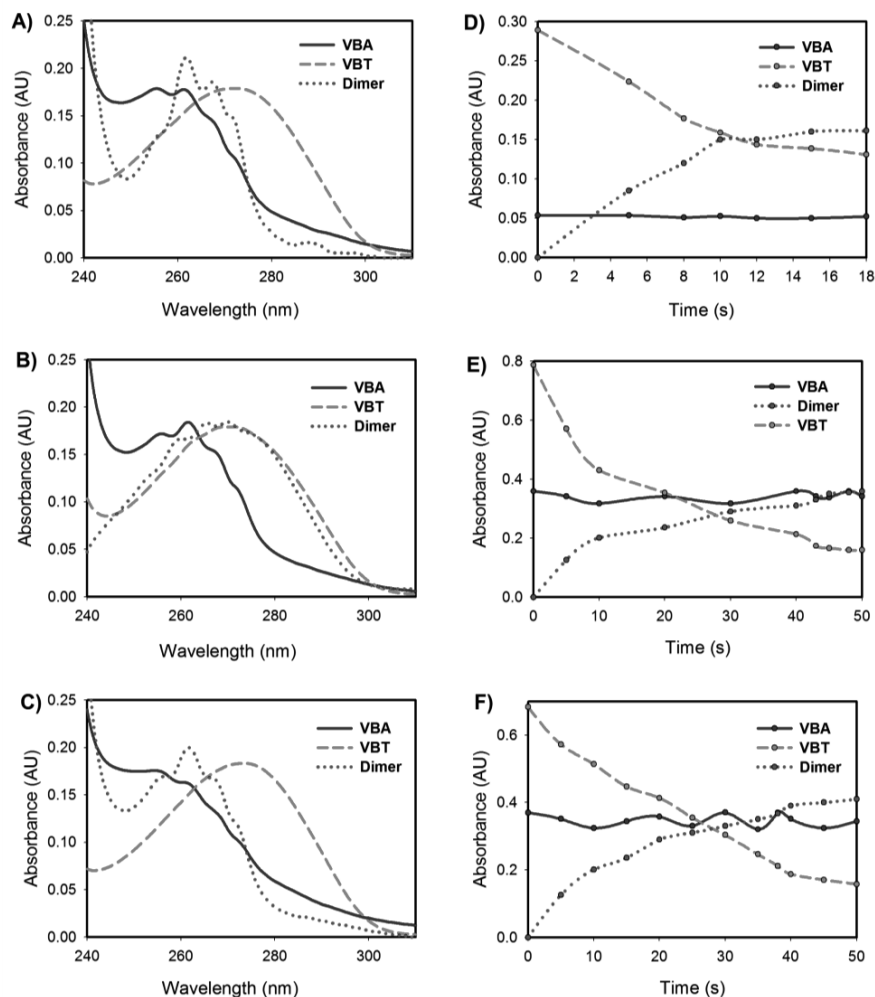 A)
0.25
0.20
0.15
0.10
0.05
0.00
Absorbance (AU)
VBA
VBT
Dimer
240 260 280 300
Wavelength (nm)
D)
0.30
0.25
0.20
0.15
0.10
0.05
0.00
Absorbance (AU)
VBA
VBT
Dimer
0 2 4 6 8 10 12 14 16 18
Time (s)
B)
0.25
0.20
0.15
0.10
0.05
0.00
Absorbance (AU)
VBA
VBT
Dimer
240 260 280 300
Wavelength (nm)
E)
0.8
0.6
0.4
0.2
0.0
Absorbance (AU)
VBA
Dimer
VBT
0 10 20 30 40 50
Time (s)
C)
0.25
0.20
0.15
0.10
0.05
0.00
Absorbance (AU)
VBA
VBT
Dimer
240 260 280 300
Wavelength (nm)
F)
0.6
0.4
0.2
0.0
Absorbance (AU)
VBA
VBT
Dimer
0 10 20 30 40 50
Time (s)